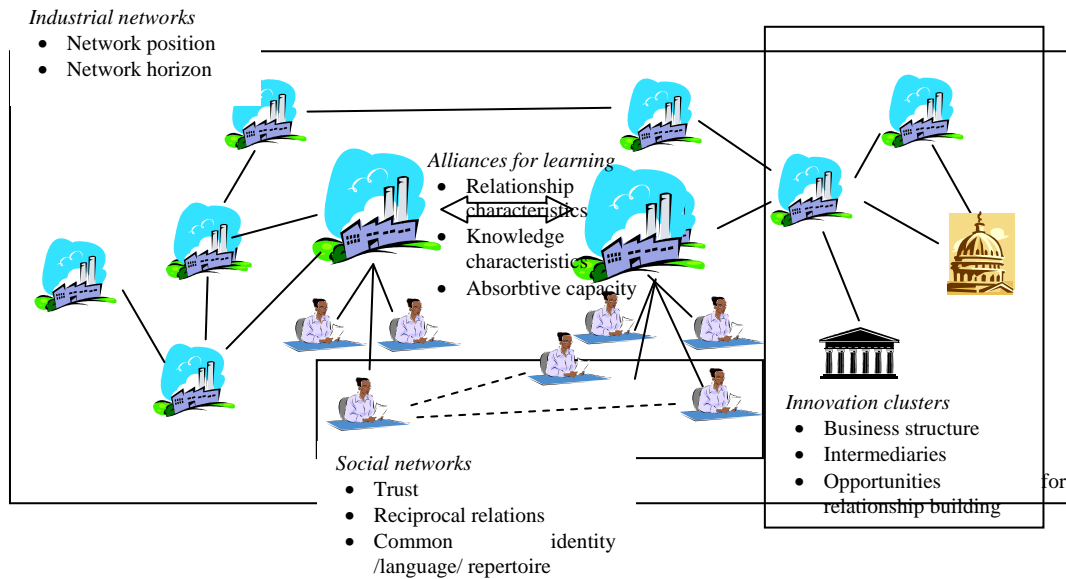 Industrial networks
• Network position
• Network horizon
Alliances for learning
• Relationship
characteristics
• Knowledge
characteristics
• Absorbtive capacity
Innovation clusters
• Business structure
• Intermediaries
• Opportunities for
relationship building
Social networks
• Trust
• Reciprocal relations
• Common identity
/language/ repertoire